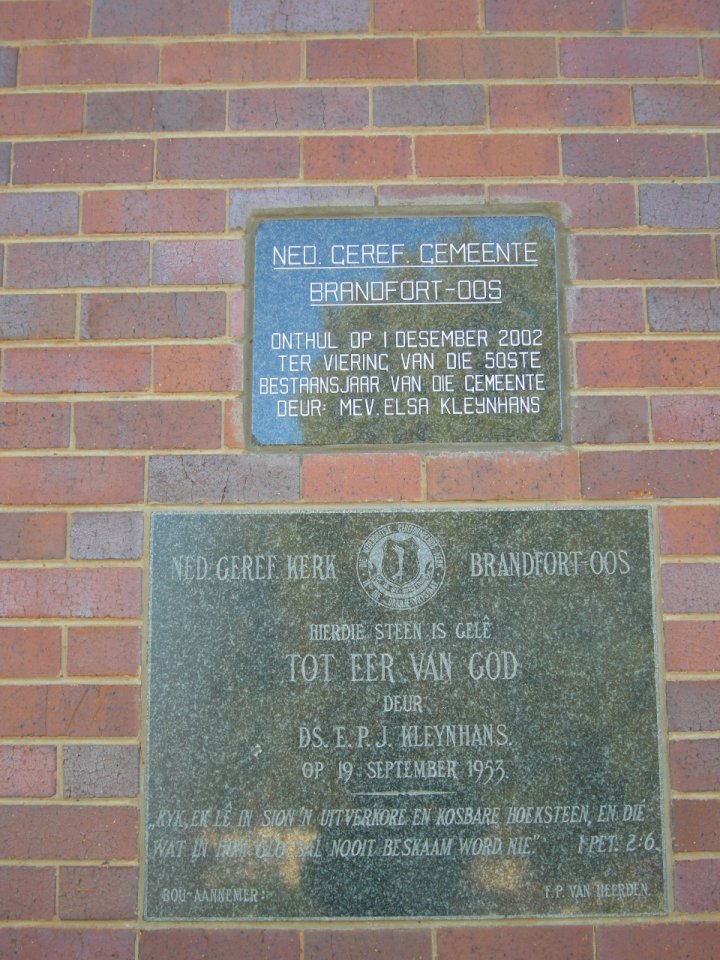 NED. GEREF. GEMEENTE
BRANDFORT-OOS
ONTHUL OP 1 DESEMBER 2002
TER VIERING VAN DIE 50STE
BESTAANSJAAR VAN DIE GEMEENTE
DEUR: MEV. ELSA KLEYNHANS
NED. GEREF. KERK BRANDFORT-OOS
HIERDIE STEEN IS GELÊ
TOT EER VAN GOD
DEUR
DS. E. P. J. KLEYNHANS.
OP 19 SEPTEMBER 1953.
„KYK, EK LÊ IN SION 'N UITVERKORE EN KOSBARE HOEKSTEEN, EN DIE
WAT IN HOM GLO SAL NOOIT BESKAAM WORD NIE." 1 PET. 2:6.
BOU-AANNEMER: F. P. VAN HEERDEN.